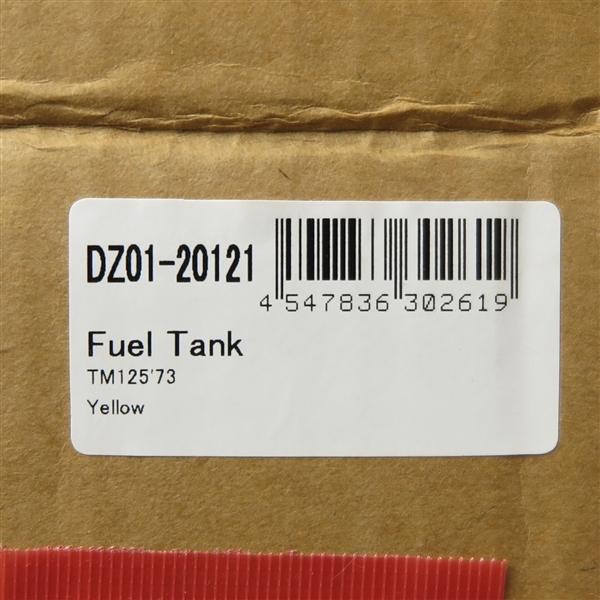 DZ01-20121
4 547836 302619
Fuel Tank
TM125'73
Yellow